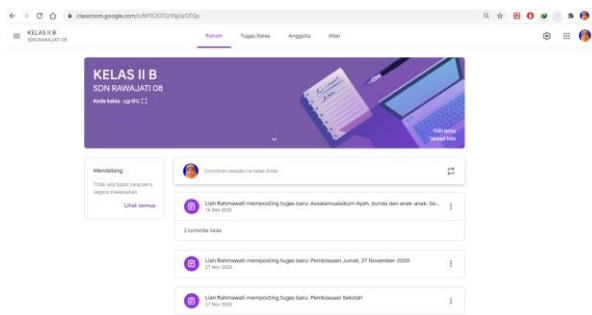 KELAS II B
SDN RAWAJATI 08
Forum
Tugas Kelas
Anggota
Nilai
KELAS II B
SDN RAWAJATI 08
Kode kelas
Pilih tema
Upload foto
Mendatang
Tidak ada tugas yang perlu
segera diselesaikan
Lihat semua
Umumkan sesuatu ke kelas Anda
Liah Rahmawati memposting tugas baru: Assalamualaikum Ayah, bunda dan anak-anak. Se...
16 Des 2020
2 komentar kelas
Liah Rahmawati memposting tugas baru: Pembiasaan Jumat, 27 November 2020
27 Nov 2020
Liah Rahmawati memposting tugas baru: Pembiasaan Sekolah
27 Nov 2020